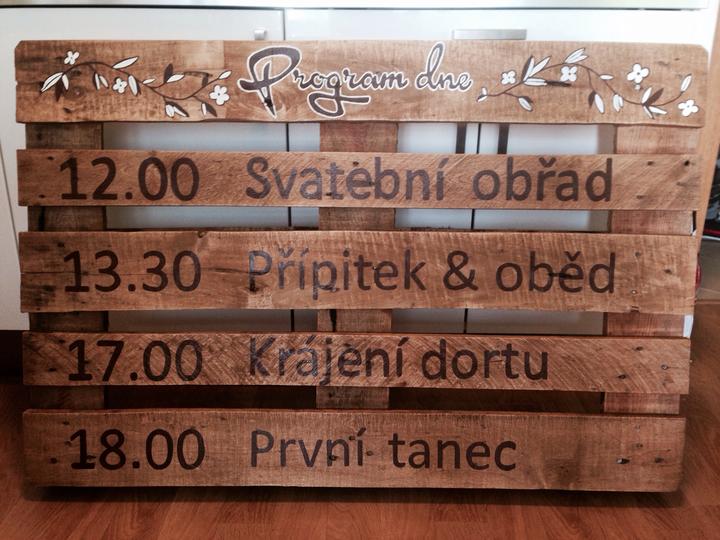 Program dne
12.00 Svatební obřad
13.30 Přípitek & oběd
17.00 Krájení dortu
18.00 První tanec